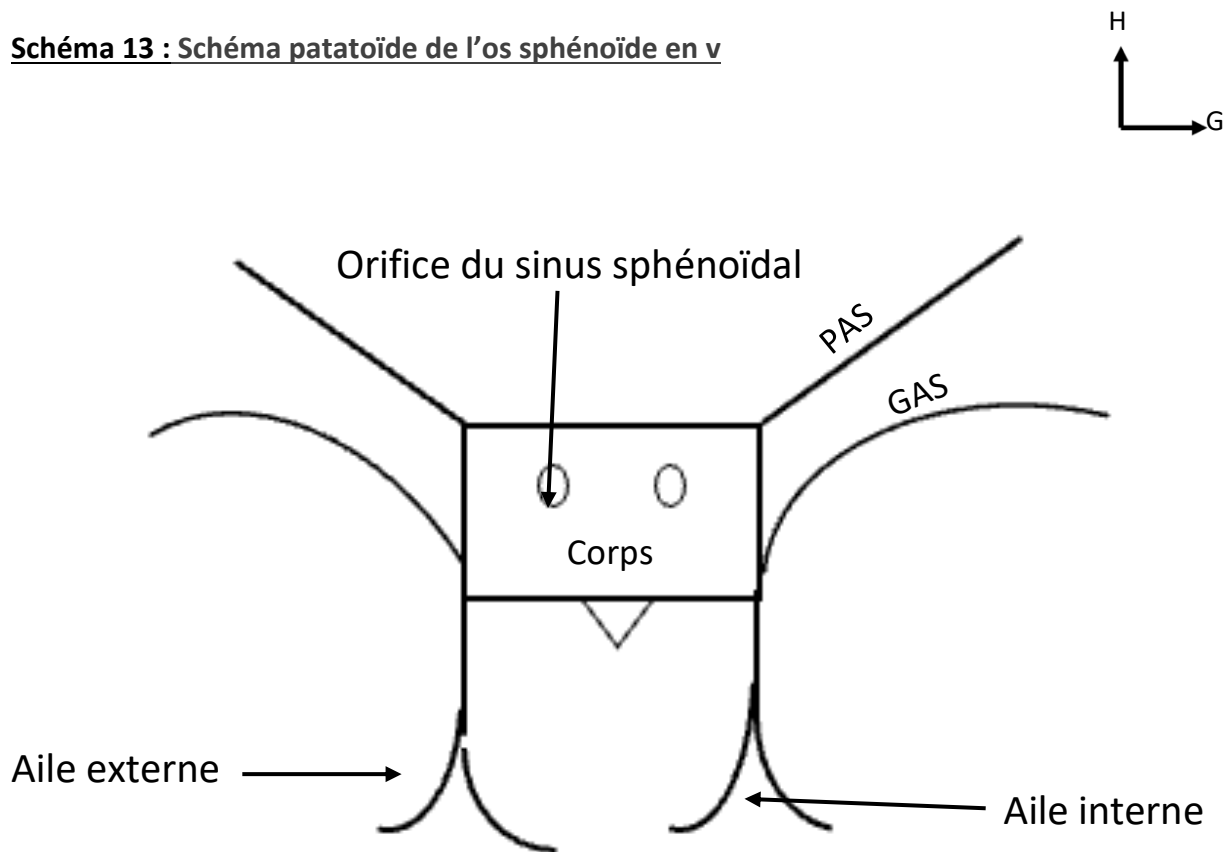 H
Schéma 13 : Schéma patatoïde de l’os sphénoïde en v
G
Orifice du sinus sphénoïdal
PAS
GAS
Corps
Aile externe
Aile interne